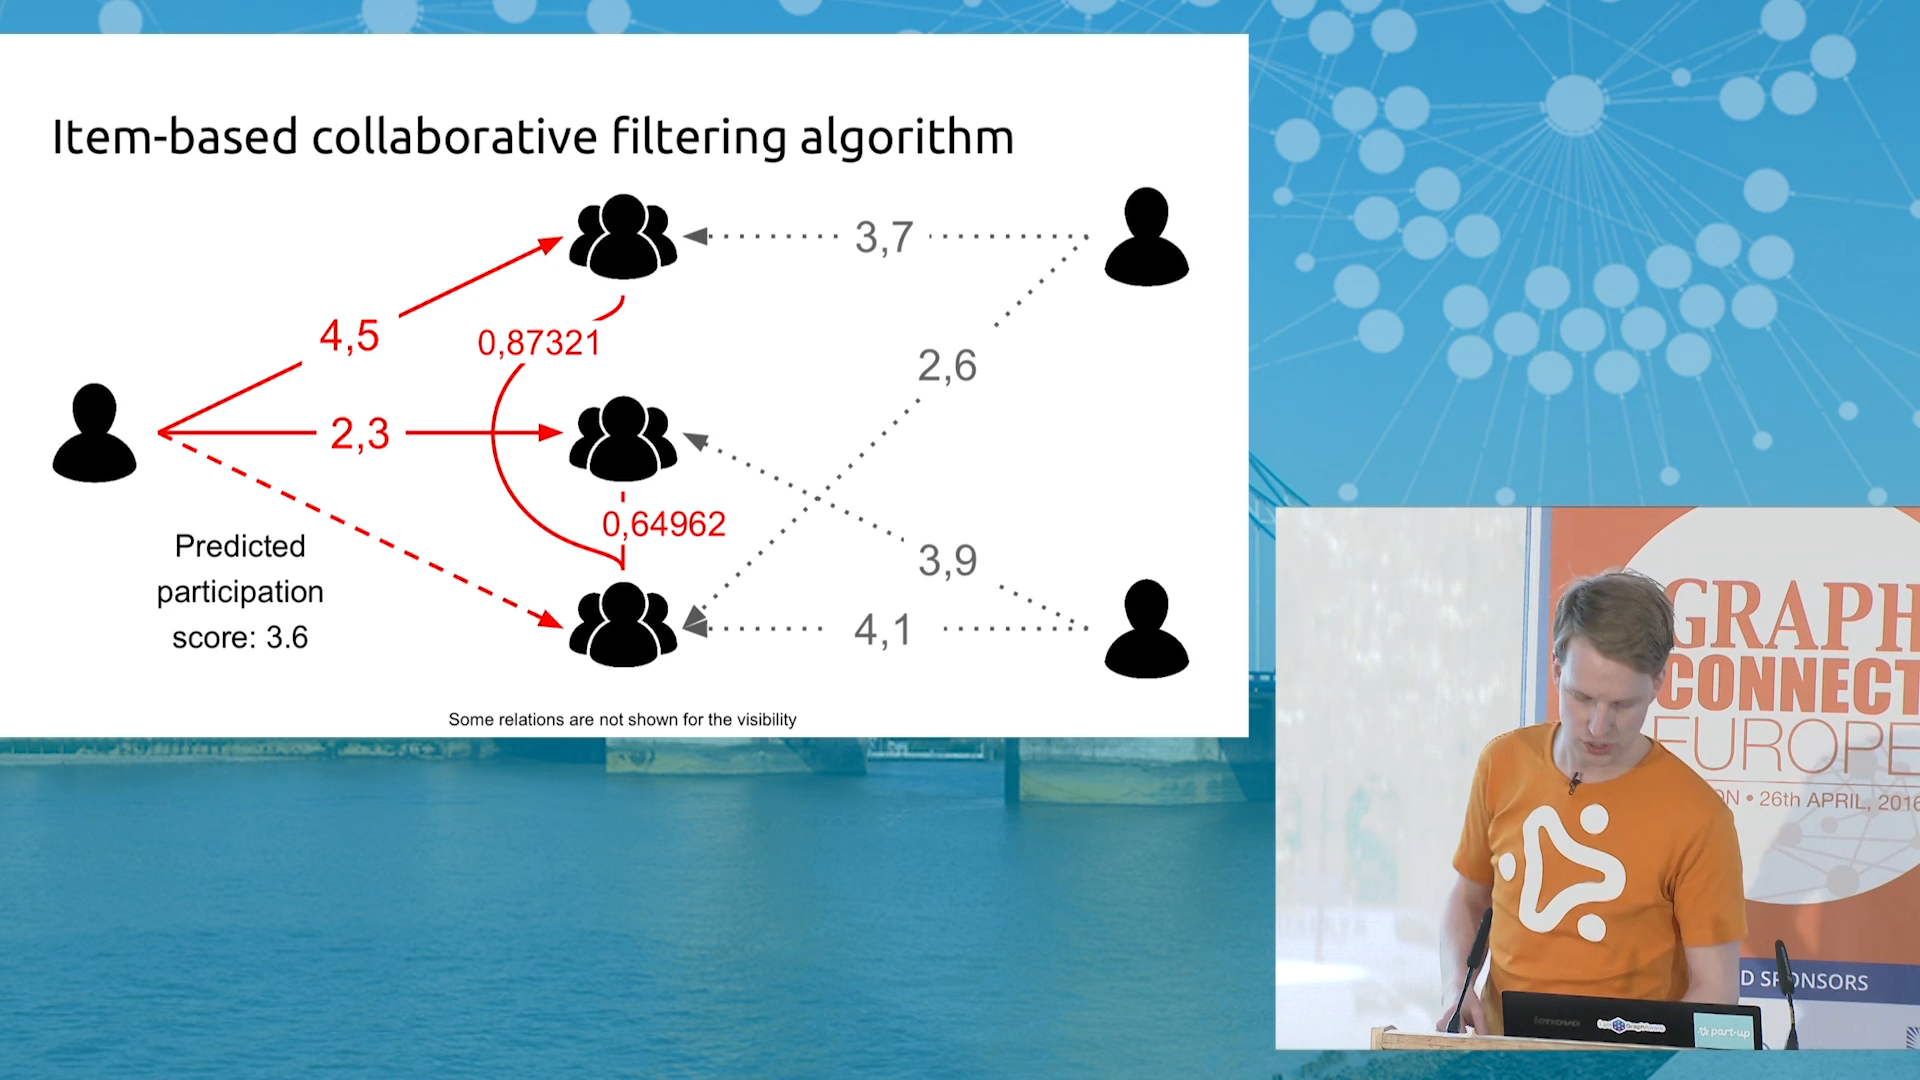 Item-based collaborative filtering algorithm
3,7
4,5
0,87321
2,6
2,3
0,64962
Predicted
participation
score: 3.6
3,9
4,1
Some relations are not shown for the visibility
GRAPH
CONNECT
EUROPE
ON • 26th APRIL, 2016
D SPONSORS
lenovo
GraphAware
part-up